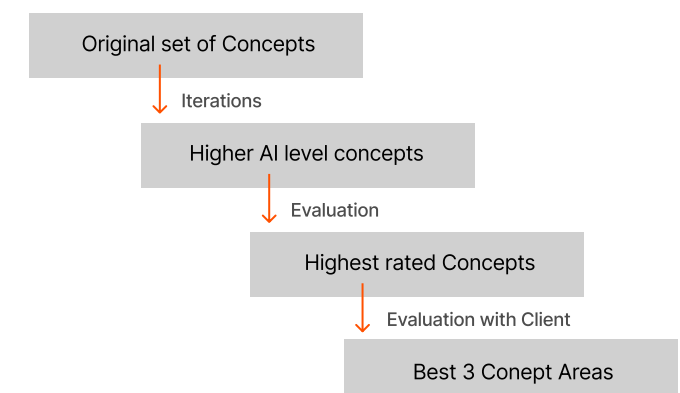 Original set of Concepts
Iterations
Higher AI level concepts
Evaluation
Highest rated Concepts
Evaluation with Client
Best 3 Conept Areas